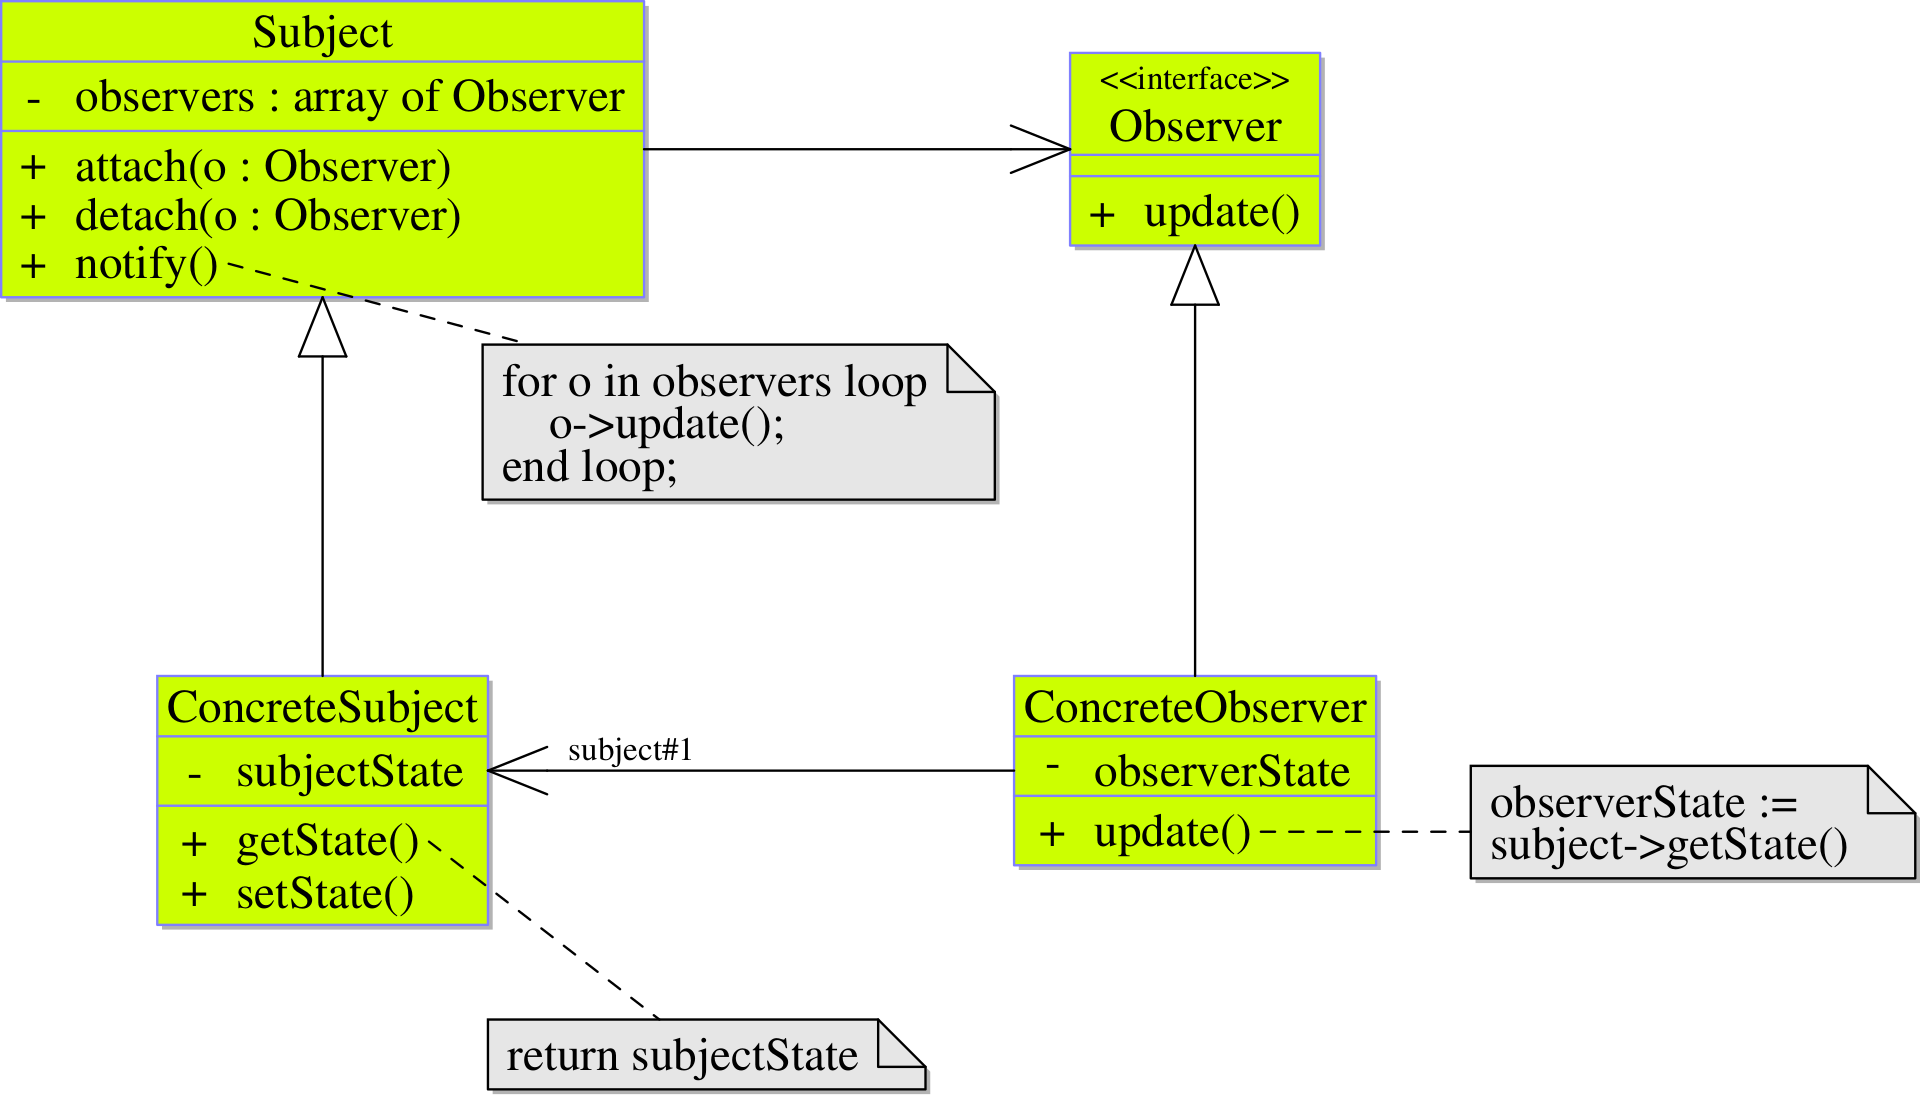 Subject
- observers : array of Observer
+ attach(o : Observer)
+ detach(o : Observer)
+ notify()
<<interface>>
Observer
+ update()
for o in observers loop
o->update();
end loop;
ConcreteSubject
- subjectState
+ getState()
+ setState()
subject#1
ConcreteObserver
- observerState
+ update()
observerState :=
subject->getState()
return subjectState